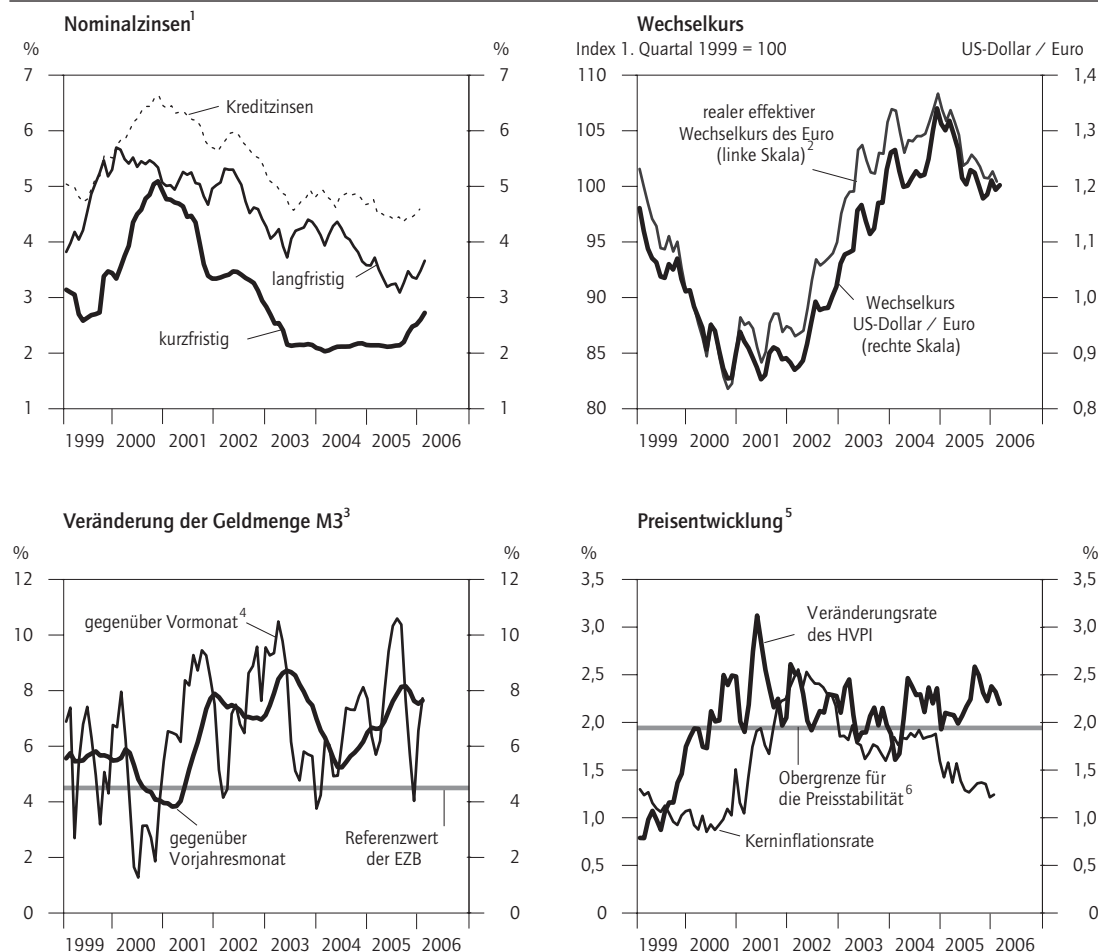 Nominalzinsen1
%
%
7
7
Kreditzinsen
6
6
5
5
4
4
langfristig
3
3
kurzfristig
2
2
1
1
1999 2000 2001 2002 2003 2004 2005 2006
Wechselkurs
Index 1. Quartal 1999 = 100
US-Dollar / Euro
110
1,4
realer effektiver
Wechselkurs des Euro
(linke Skala)2
105
1,3
100
1,2
95
1,1
90
1,0
Wechselkurs
US-Dollar / Euro
(rechte Skala)
85
0,9
80
0,8
1999 2000 2001 2002 2003 2004 2005 2006
Veränderung der Geldmenge M33
%
%
12
12
gegenüber Vormonat4
10
10
8
8
6
6
4
4
gegenüber
Vorjahresmonat
Referenzwert
der EZB
2
2
0
0
1999 2000 2001 2002 2003 2004 2005 2006
Preisentwicklung5
%
%
3,5
3,5
Veränderungsrate
des HVPI
3,0
3,0
2,5
2,5
2,0
2,0
1,5
1,5
Obergrenze für
die Preisstabilität6
1,0
1,0
Kerninflationsrate
0,5
0,5
0
0
1999 2000 2001 2002 2003 2004 2005 2006